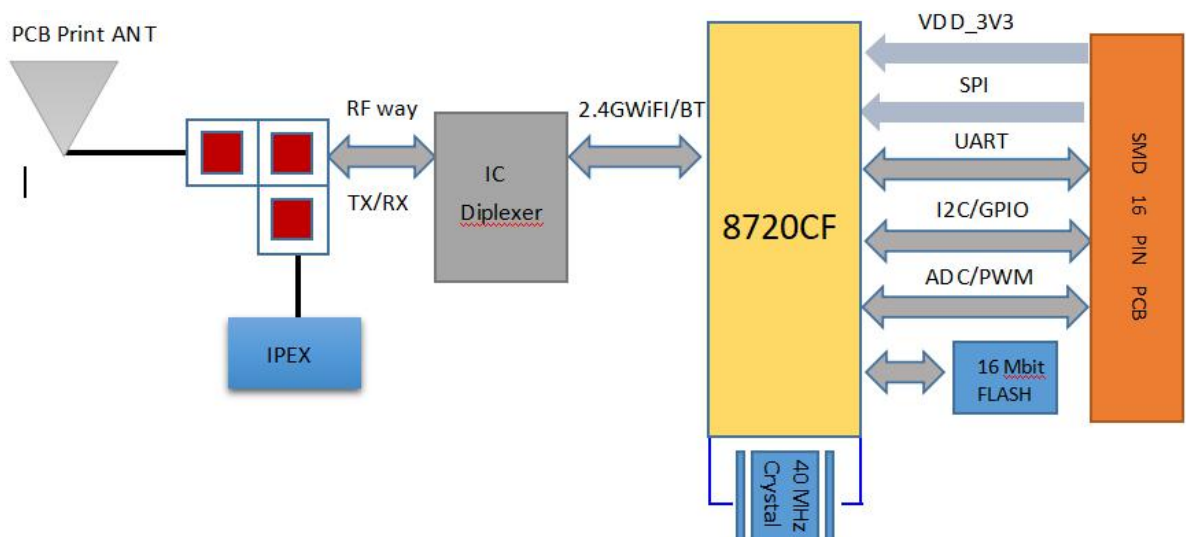 PCB Print ANT
RF way
TX/RX
IPEX
IC
Diplexer
2.4GWiFI/BT
8720CF
40 MHz
Crystal
VDD_3V3
SPI
UART
I2C/GPIO
ADC/PWM
16 Mbit
FLASH
SMD 16 PIN PCB